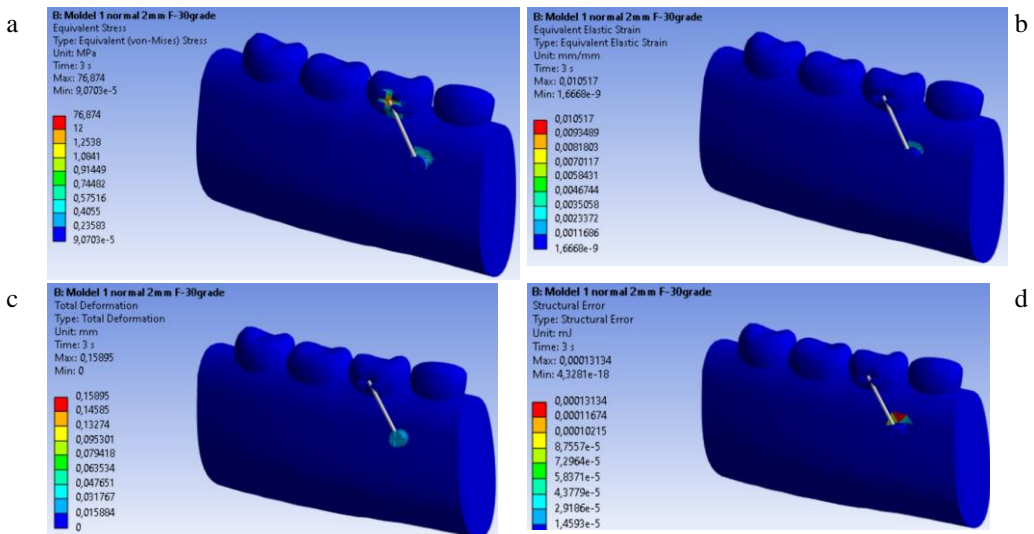 a
B: Moldel 1 normal 2mm F-30grade
Equivalent Stress
Type: Equivalent (von-Mises) Stress
Unit: MPa
Time: 3 s
Max: 76,874
Min: 9,0703e-5
76,874
12
1,2538
1,0841
0,91449
0,74482
0,57516
0,4055
0,23583
9,0703e-5
b
B: Moldel 1 normal 2mm F-30grade
Equivalent Elastic Strain
Type: Equivalent Elastic Strain
Unit: mm/mm
Time: 3 s
Max: 0,010517
Min: 1,6668e-9
0,010517
0,0093489
0,0081803
0,0070117
0,0058431
0,0046744
0,0035058
0,0023372
0,0011686
1,6668e-9
c
B: Moldel 1 normal 2mm F-30grade
Total Deformation
Type: Total Deformation
Unit: mm
Time: 3 s
Max: 0,15895
Min: 0
0,15895
0,14585
0,13274
0,095301
0,079418
0,063534
0,047651
0,031767
0,015884
0
d
B: Moldel 1 normal 2mm F-30grade
Structural Error
Type: Structural Error
Unit: mJ
Time: 3 s
Max: 0,00013134
Min: 4,3281e-18
0,00013134
0,00011674
0,00010215
8,7557e-5
7,2964e-5
5,8371e-5
4,3779e-5
2,9186e-5
1,4593e-5